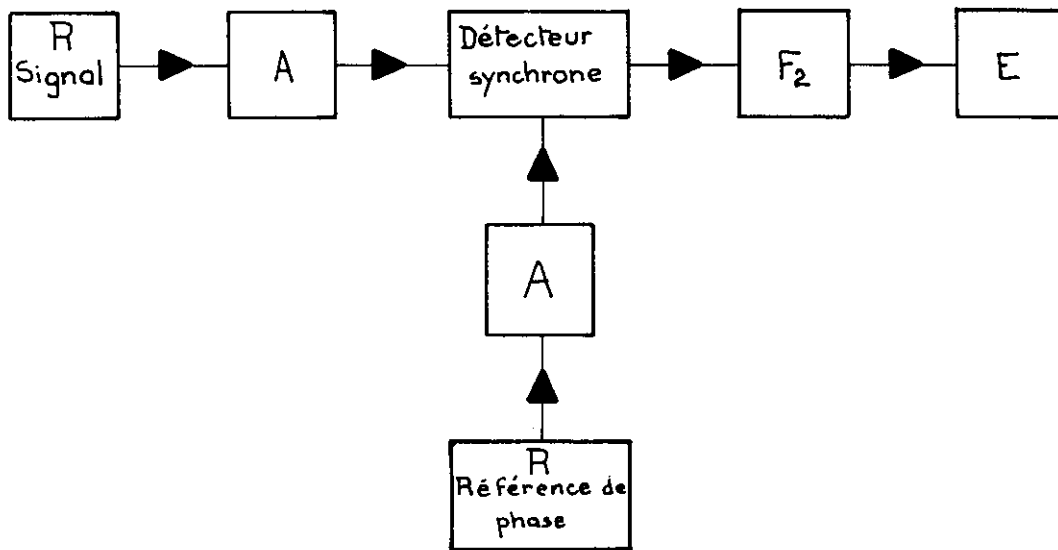 R
Signal
A
Détecteur
synchrone
F2
E
A
R
Référence de
phase